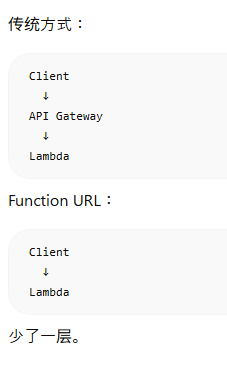 传统方式：
Client
↓
API Gateway
↓
Lambda
Function URL：
Client
↓
Lambda
少了一层。